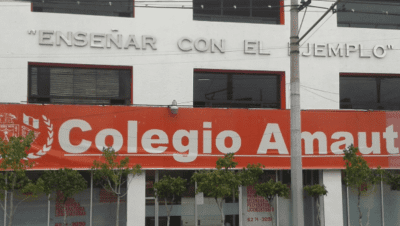 "ENSEÑAR CON EL EJEMPLO"
Colegio Amaut